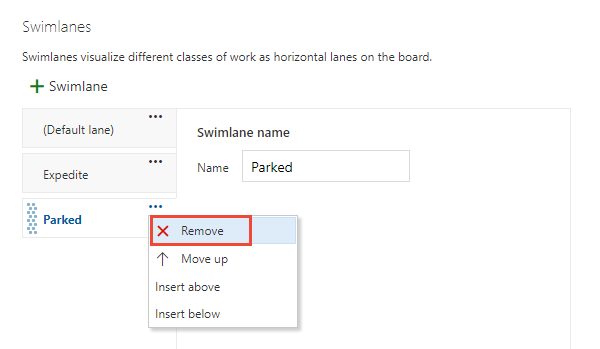 Swimlanes
Swimlanes visualize different classes of work as horizontal lanes on the board.
+ Swimlane
(Default lane) ...
Expedite ...
Parked ...
Swimlane name
Name Parked
Remove
Move up
Insert above
Insert below